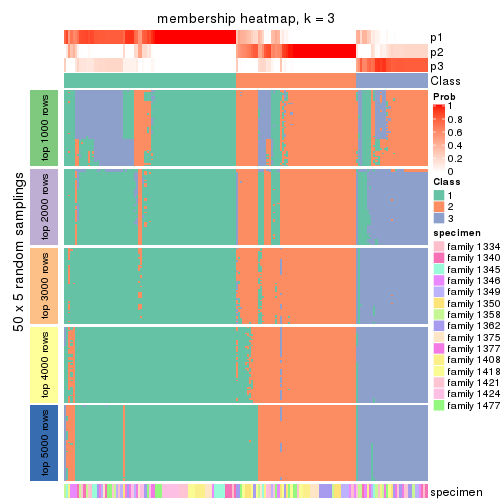 membership heatmap, k = 3
p1
p2
p3
Class
Prob
1
0.8
0.6
0.4
0.2
0
Class
1
2
3
specimen
family 1334
family 1340
family 1345
family 1346
family 1349
family 1350
family 1358
family 1362
family 1375
family 1377
family 1408
family 1418
family 1421
family 1424
family 1477
50 x 5 random samplings
top 1000 rows
top 2000 rows
top 3000 rows
top 4000 rows
top 5000 rows
specimen